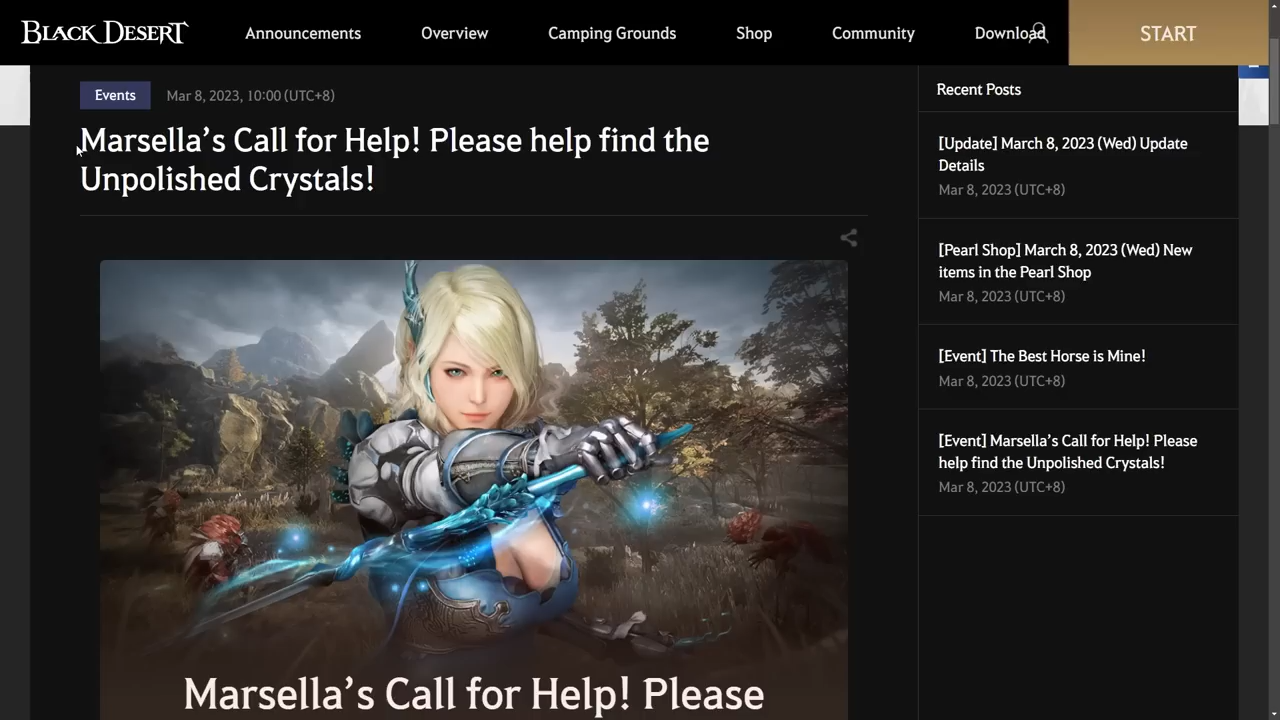 BLACK DESERT
Announcements
Overview
Camping Grounds
Shop
Community
Download
START
Events
Mar 8, 2023, 10:00 (UTC+8)
Marsella’s Call for Help! Please help find the
Unpolished Crystals!
Marsella’s Call for Help! Please
Recent Posts
[Update] March 8, 2023 (Wed) Update
Details
Mar 8, 2023 (UTC+8)
[Pearl Shop] March 8, 2023 (Wed) New
items in the Pearl Shop
Mar 8, 2023 (UTC+8)
[Event] The Best Horse is Mine!
Mar 8, 2023 (UTC+8)
[Event] Marsella’s Call for Help! Please
help find the Unpolished Crystals!
Mar 8, 2023 (UTC+8)